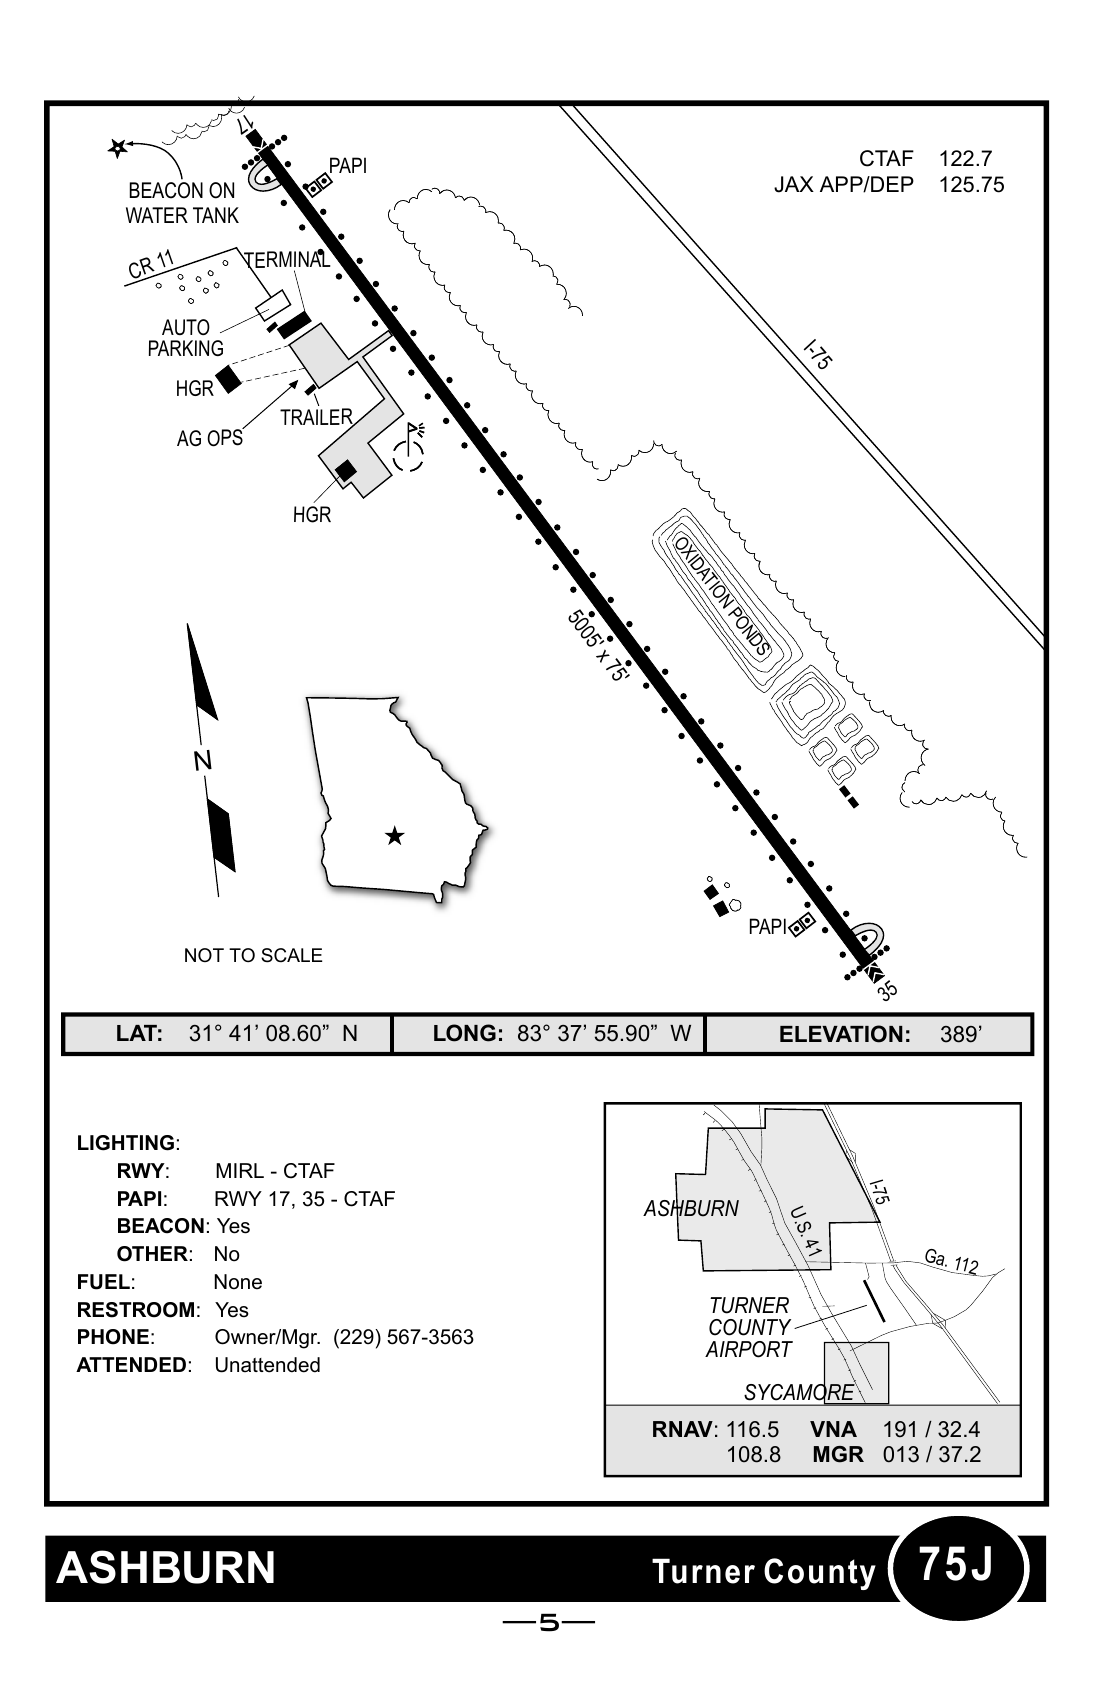 17
PAPI
CTAF 122.7
JAX APP/DEP 125.75
BEACON ON
WATER TANK
CR 11
TERMINAL
AUTO
PARKING
HGR
TRAILER
AG OPS
HGR
I-75
OXIDATION PONDS
5005' x 75'
N
NOT TO SCALE
PAPI
35
LAT: 31° 41’ 08.60” N LONG: 83° 37’ 55.90” W ELEVATION: 389’
LIGHTING:
RWY: MIRL - CTAF
PAPI: RWY 17, 35 - CTAF
BEACON: Yes
OTHER: No
FUEL: None
RESTROOM: Yes
PHONE: Owner/Mgr. (229) 567-3563
ATTENDED: Unattended
I-75
ASHBURN
U.S. 41
Ga. 112
TURNER
COUNTY
AIRPORT
SYCAMORE
RNAV: 116.5 VNA 191 / 32.4
108.8 MGR 013 / 37.2
ASHBURN Turner County 75J
5